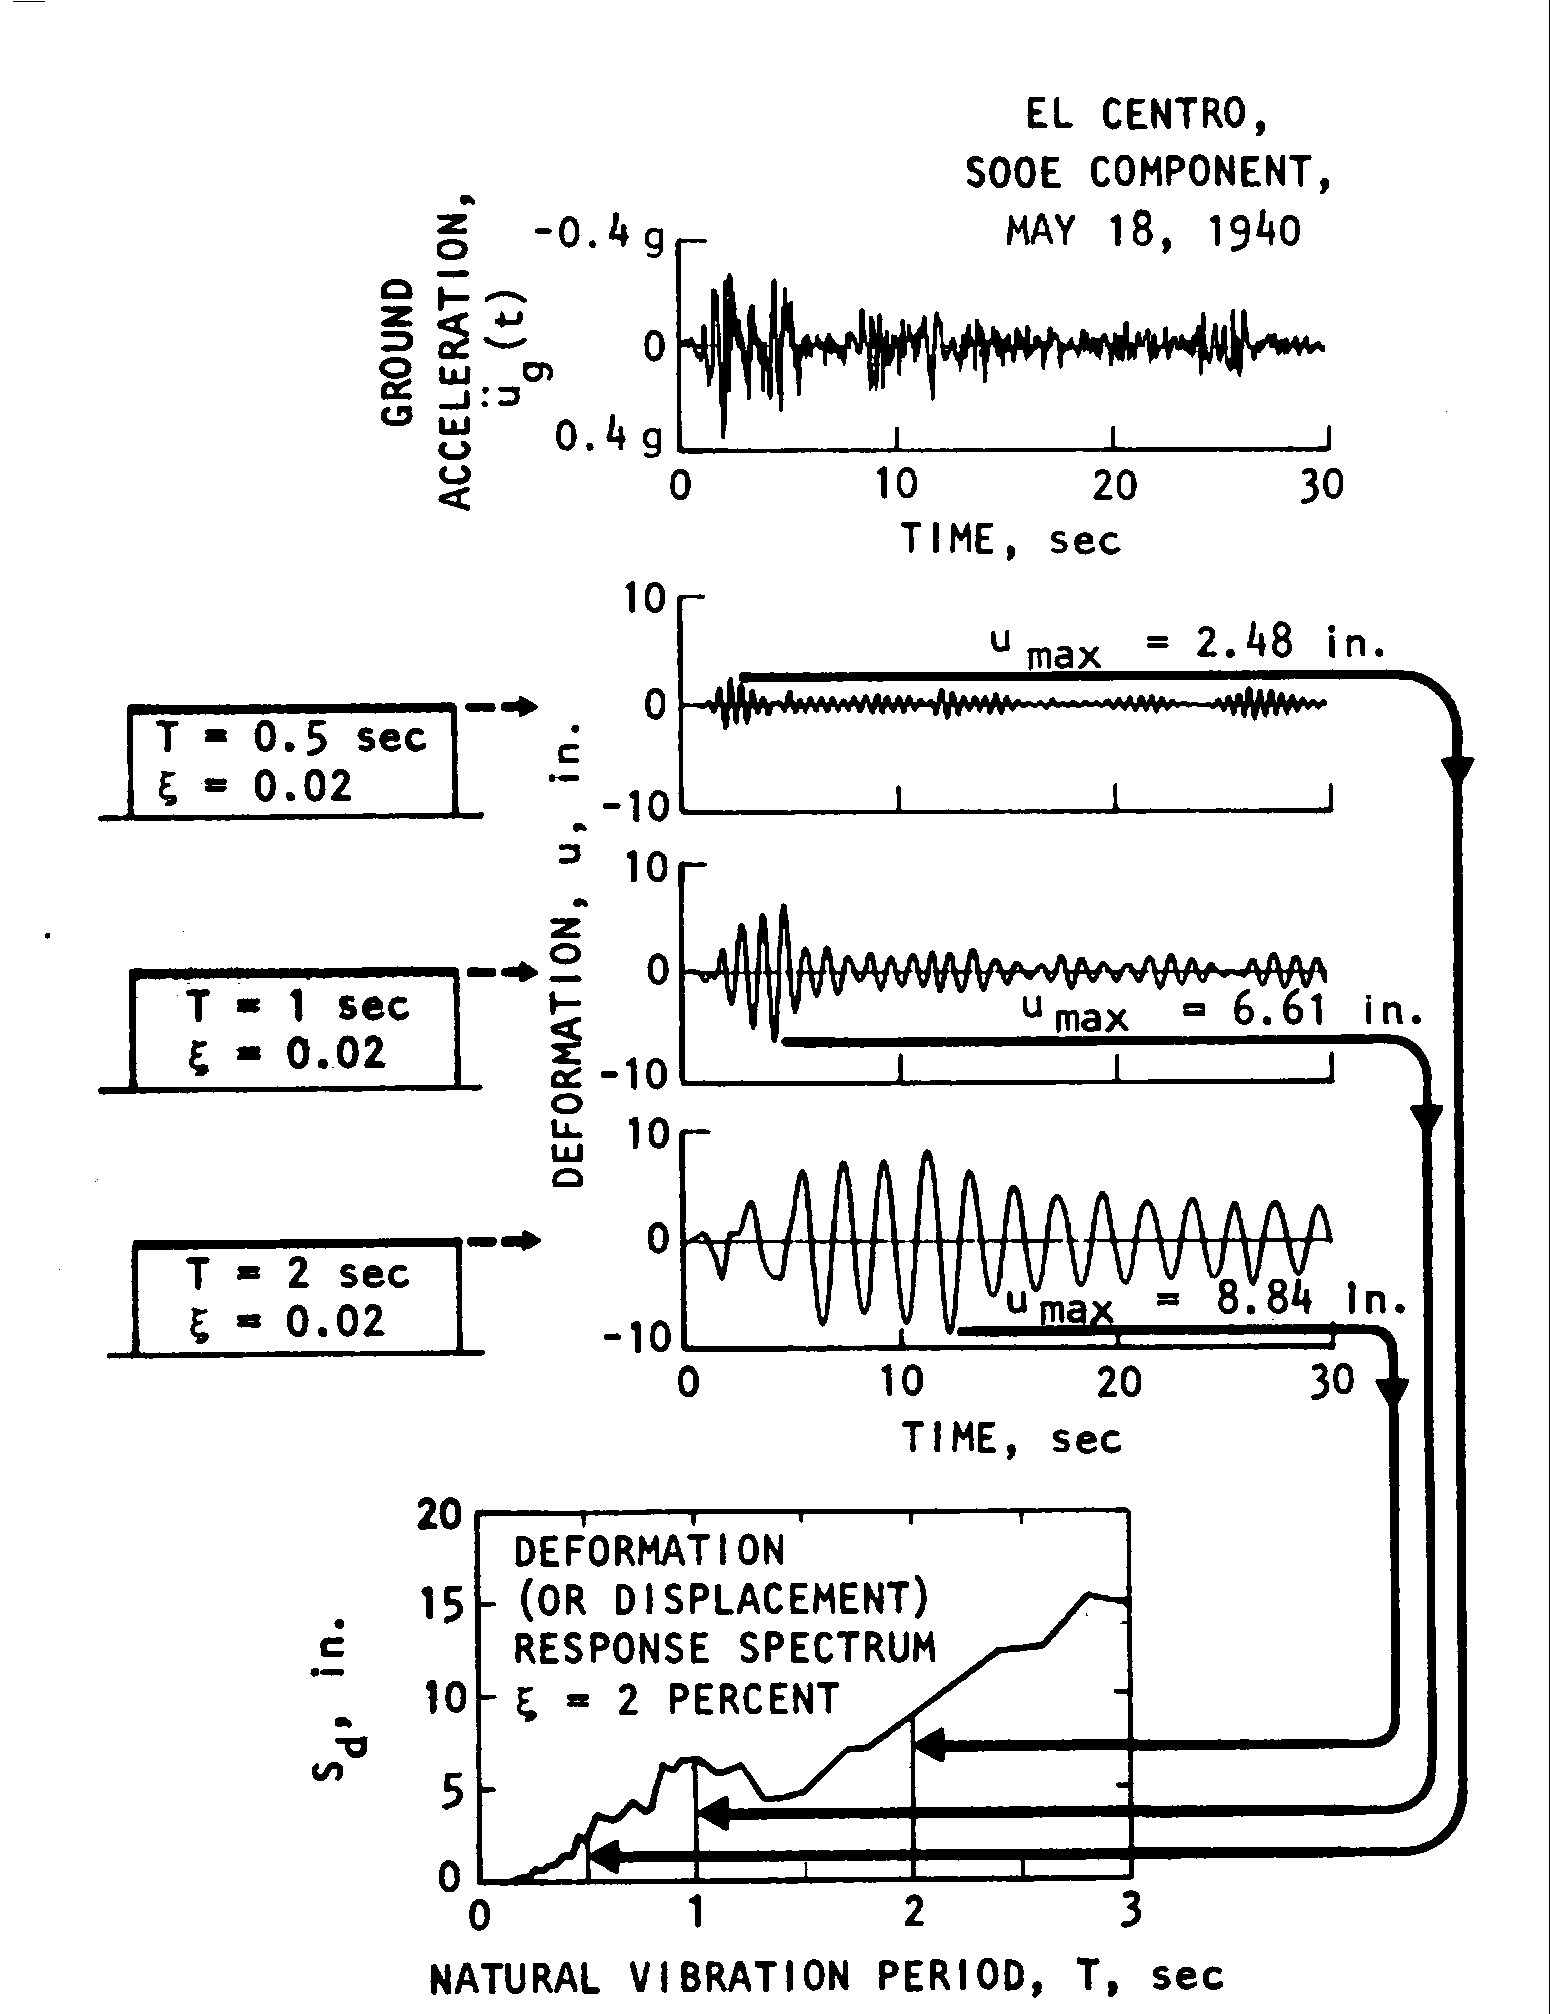 EL CENTRO,
SOOE COMPONENT,
MAY 18, 1940
GROUND
ACCELERATION,
üg(t)
-0.4 g
0
0.4 g
0 10 20 30
TIME, sec
DEFORMATION, u, in.
10
0
-10
umax = 2.48 in.
T = 0.5 sec
ξ = 0.02
10
0
-10
umax = 6.61 in.
T = 1 sec
ξ = 0.02
10
0
-10
umax = 8.84 in.
T = 2 sec
ξ = 0.02
0 10 20 30
TIME, sec
Sd, in.
20
15
10
5
0
DEFORMATION
(OR DISPLACEMENT)
RESPONSE SPECTRUM
ξ = 2 PERCENT
0 1 2 3
NATURAL VIBRATION PERIOD, T, sec